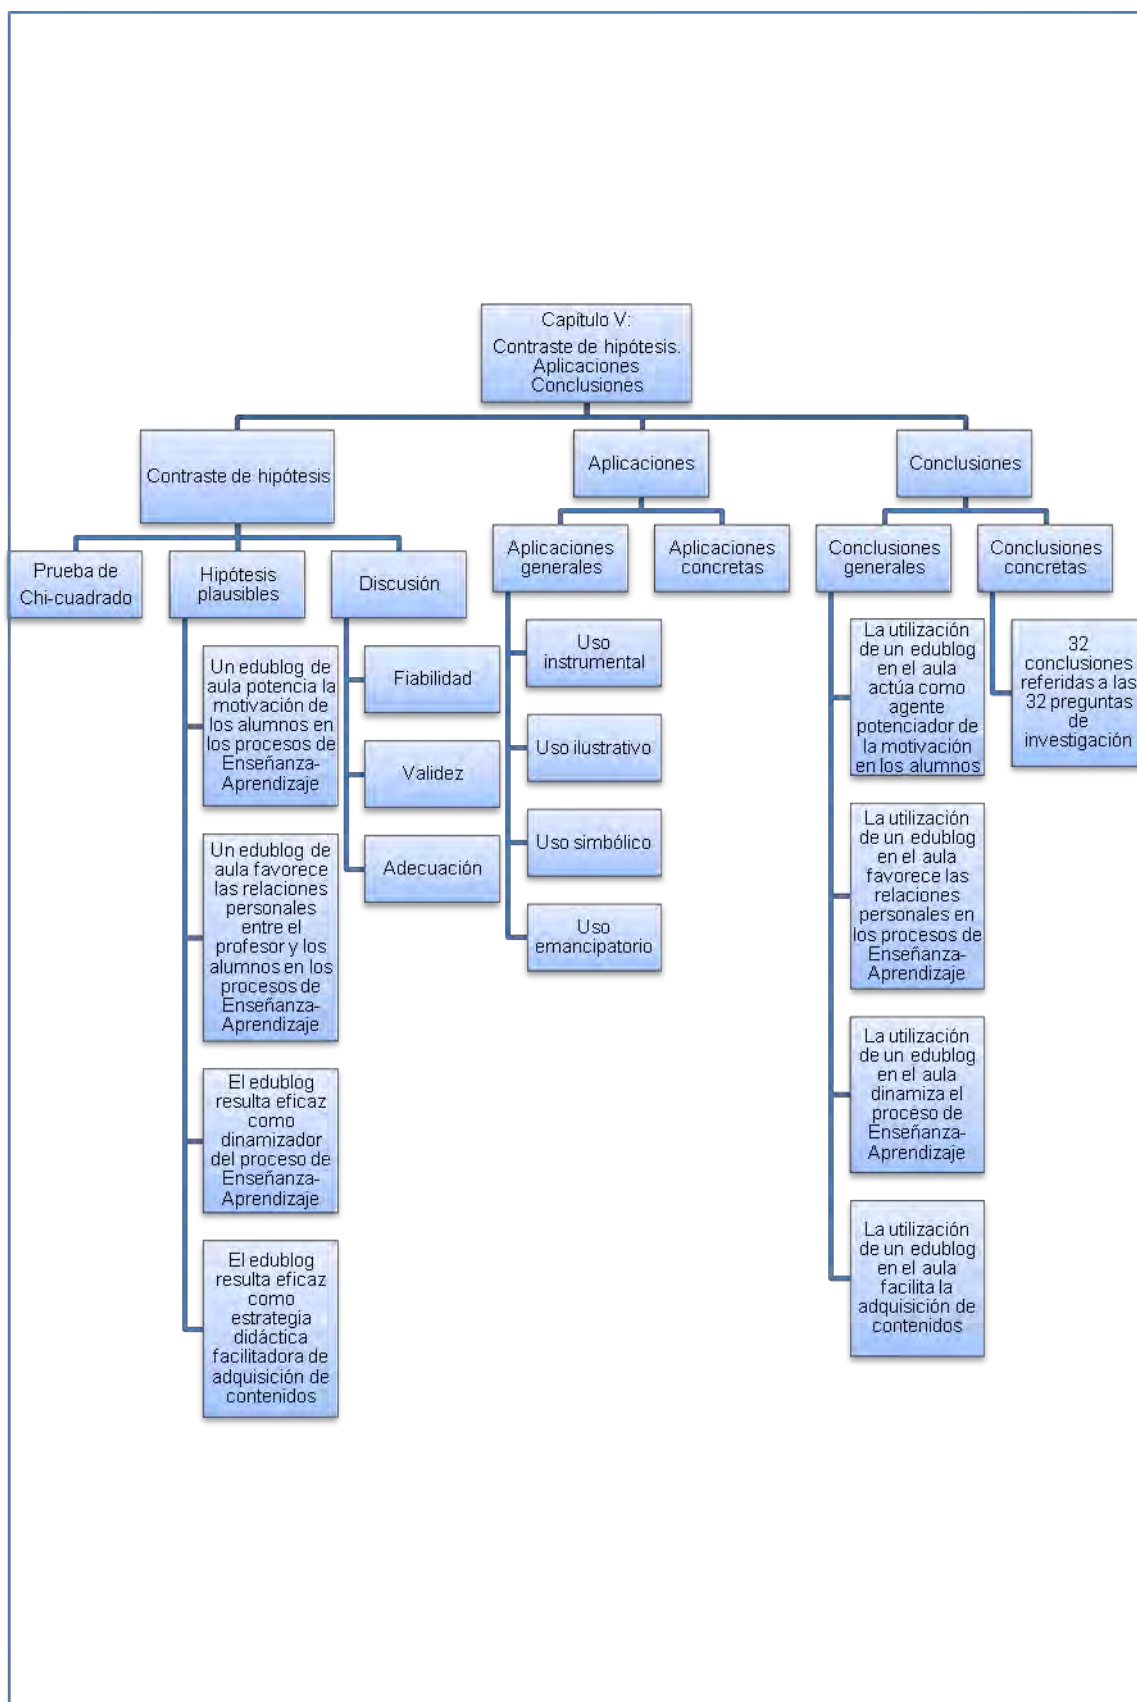 Capítulo V:
Contraste de hipótesis.
Aplicaciones
Conclusiones
Contraste de hipótesis
Aplicaciones
Conclusiones
Prueba de
Chi-cuadrado
Hipótesis
plausibles
Discusión
Aplicaciones
generales
Aplicaciones
concretas
Conclusiones
generales
Conclusiones
concretas
Un edublog de
aula potencia la
motivación de
los alumnos en
los procesos de
Enseñanza-
Aprendizaje
Un edublog de
aula favorece
las relaciones
personales
entre el
profesor y los
alumnos en los
procesos de
Enseñanza-
Aprendizaje
El edublog
resulta eficaz
como
dinamizador
del proceso de
Enseñanza-
Aprendizaje
El edublog
resulta eficaz
como
estrategia
didáctica
facilitadora de
adquisición de
contenidos
Fiabilidad
Validez
Adecuación
Uso
instrumental
Uso ilustrativo
Uso simbólico
Uso
emancipatorio
La utilización
de un edublog
en el aula
actúa como
agente
potenciador de
la motivación
en los alumnos
La utilización
de un edublog
en el aula
favorece las
relaciones
personales en
los procesos de
Enseñanza-
Aprendizaje
La utilización
de un edublog
en el aula
dinamiza el
proceso de
Enseñanza-
Aprendizaje
La utilización
de un edublog
en el aula
facilita la
adquisición de
contenidos
32
conclusiones
referidas a las
32 preguntas
de
investigación